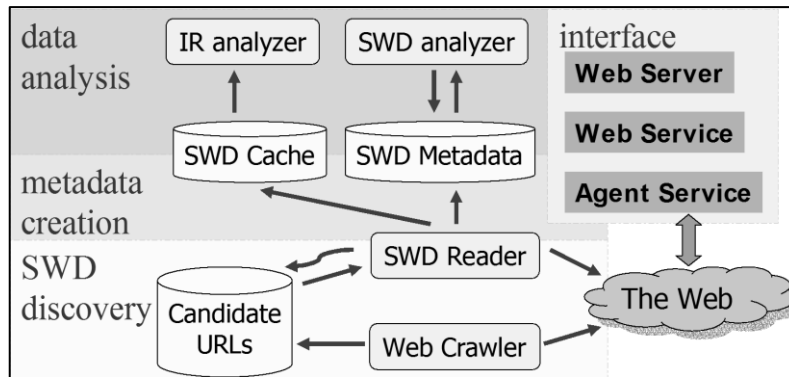 data
analysis
IR analyzer
SWD analyzer
interface
Web Server
Web Service
Agent Service
SWD Cache
SWD Metadata
metadata
creation
SWD
discovery
SWD Reader
Candidate
URLs
Web Crawler
The Web